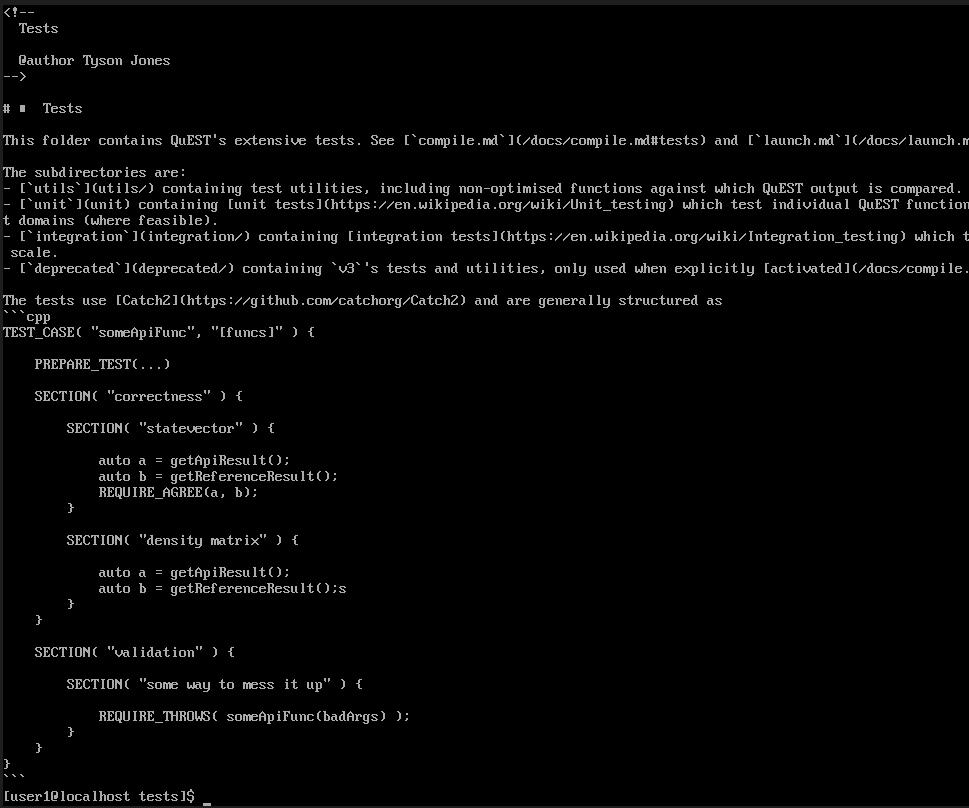 <!--
  Tests

  @author Tyson Jones
-->

# ▪  Tests

This folder contains QuEST's extensive tests. See [`compile.md`](/docs/compile.md#tests) and [`launch.md`](/docs/launch.m

The subdirectories are:
- [`utils`](utils/) containing test utilities, including non-optimised functions against which QuEST output is compared.
- [`unit`](unit) containing [unit tests](https://en.wikipedia.org/wiki/Unit_testing) which test individual QuEST function
t domains (where feasible).
- [`integration`](integration/) containing [integration tests](https://en.wikipedia.org/wiki/Integration_testing) which t
 scale.
- [`deprecated`](deprecated/) containing `v3`'s tests and utilities, only used when explicitly [activated](/docs/compile.

The tests use [Catch2](https://github.com/catchorg/Catch2) and are generally structured as
```cpp
TEST_CASE( "someApiFunc", "[funcs]" ) {

    PREPARE_TEST(...)

    SECTION( "correctness" ) {

        SECTION( "statevector" ) {

            auto a = getApiResult();
            auto b = getReferenceResult();
            REQUIRE_AGREE(a, b);
        }

        SECTION( "density matrix" ) {

            auto a = getApiResult();
            auto b = getReferenceResult();s
        }
    }

    SECTION( "validation" ) {

        SECTION( "some way to mess it up" ) {

            REQUIRE_THROWS( someApiFunc(badArgs) );
        }
    }
}
```
[user1@localhost tests]$ _